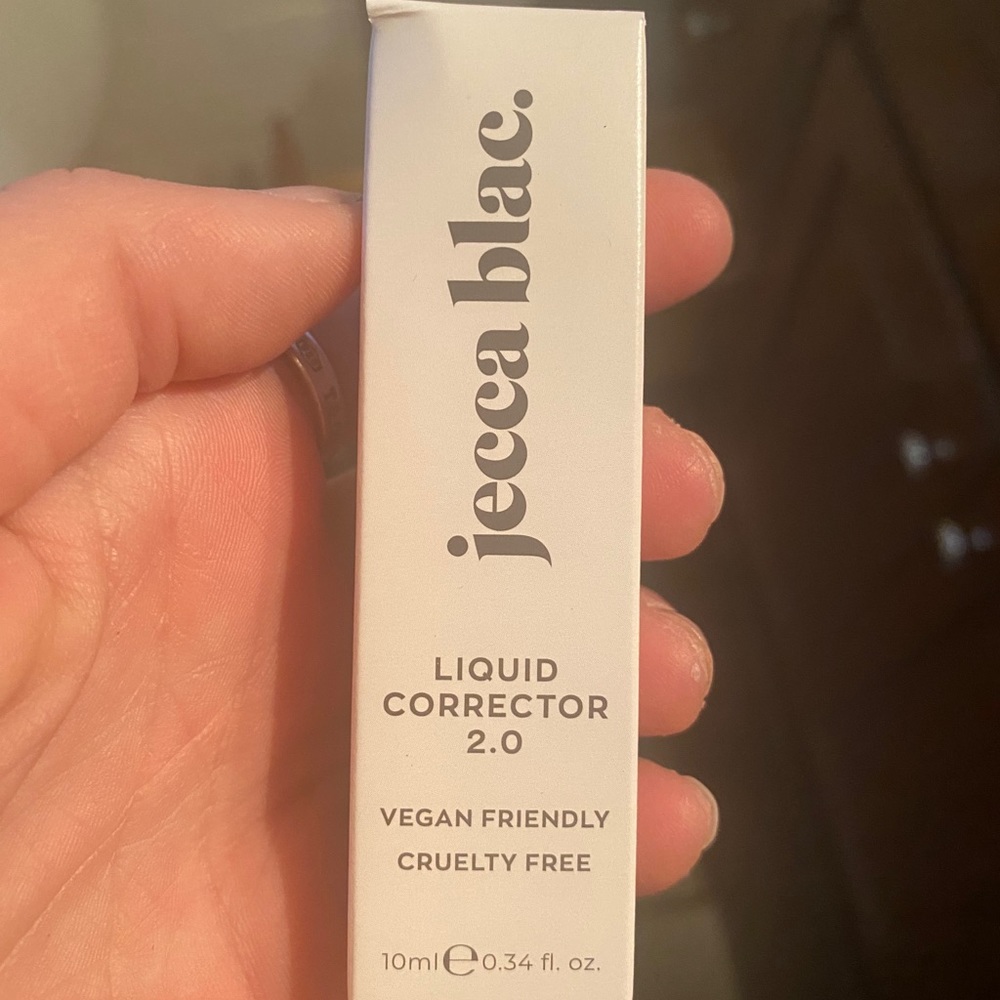 jecca blac.
LIQUID
CORRECTOR
2.0
VEGAN FRIENDLY
CRUELTY FREE
10ml ℮ 0.34 fl. oz.